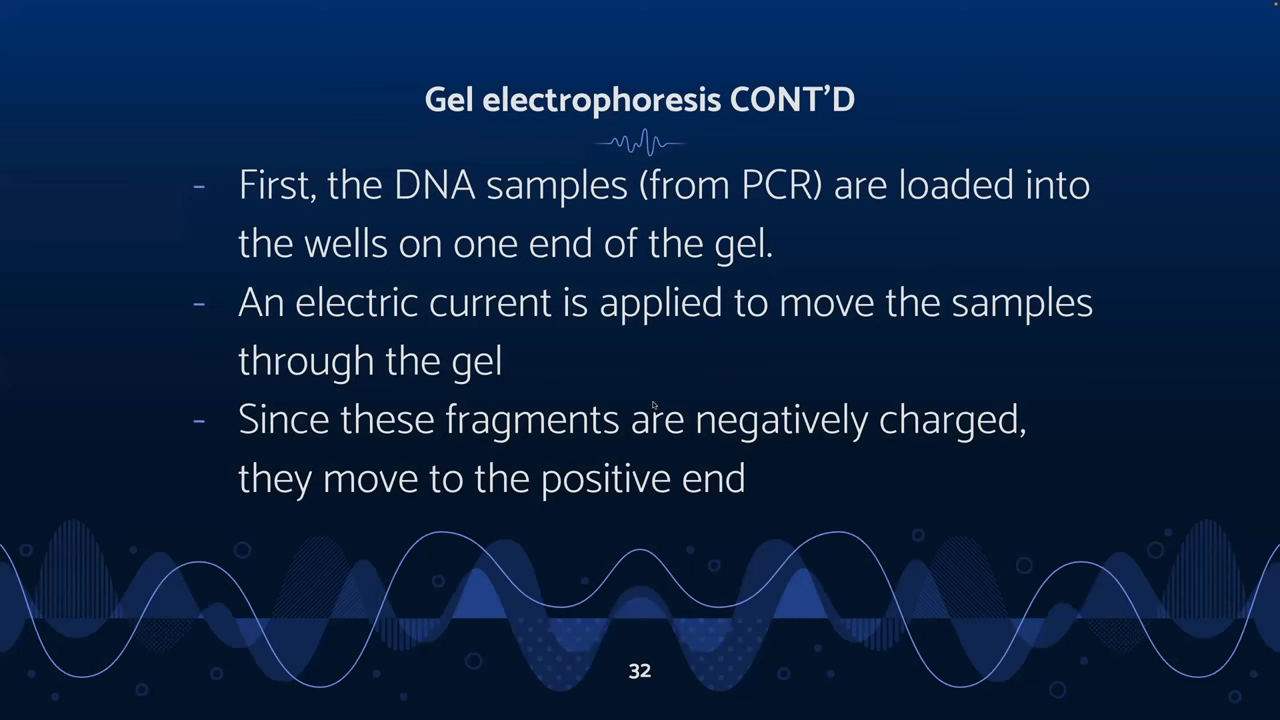 Gel electrophoresis CONT'D
- First, the DNA samples (from PCR) are loaded into
the wells on one end of the gel.
- An electric current is applied to move the samples
through the gel
- Since these fragments are negatively charged,
they move to the positive end
32